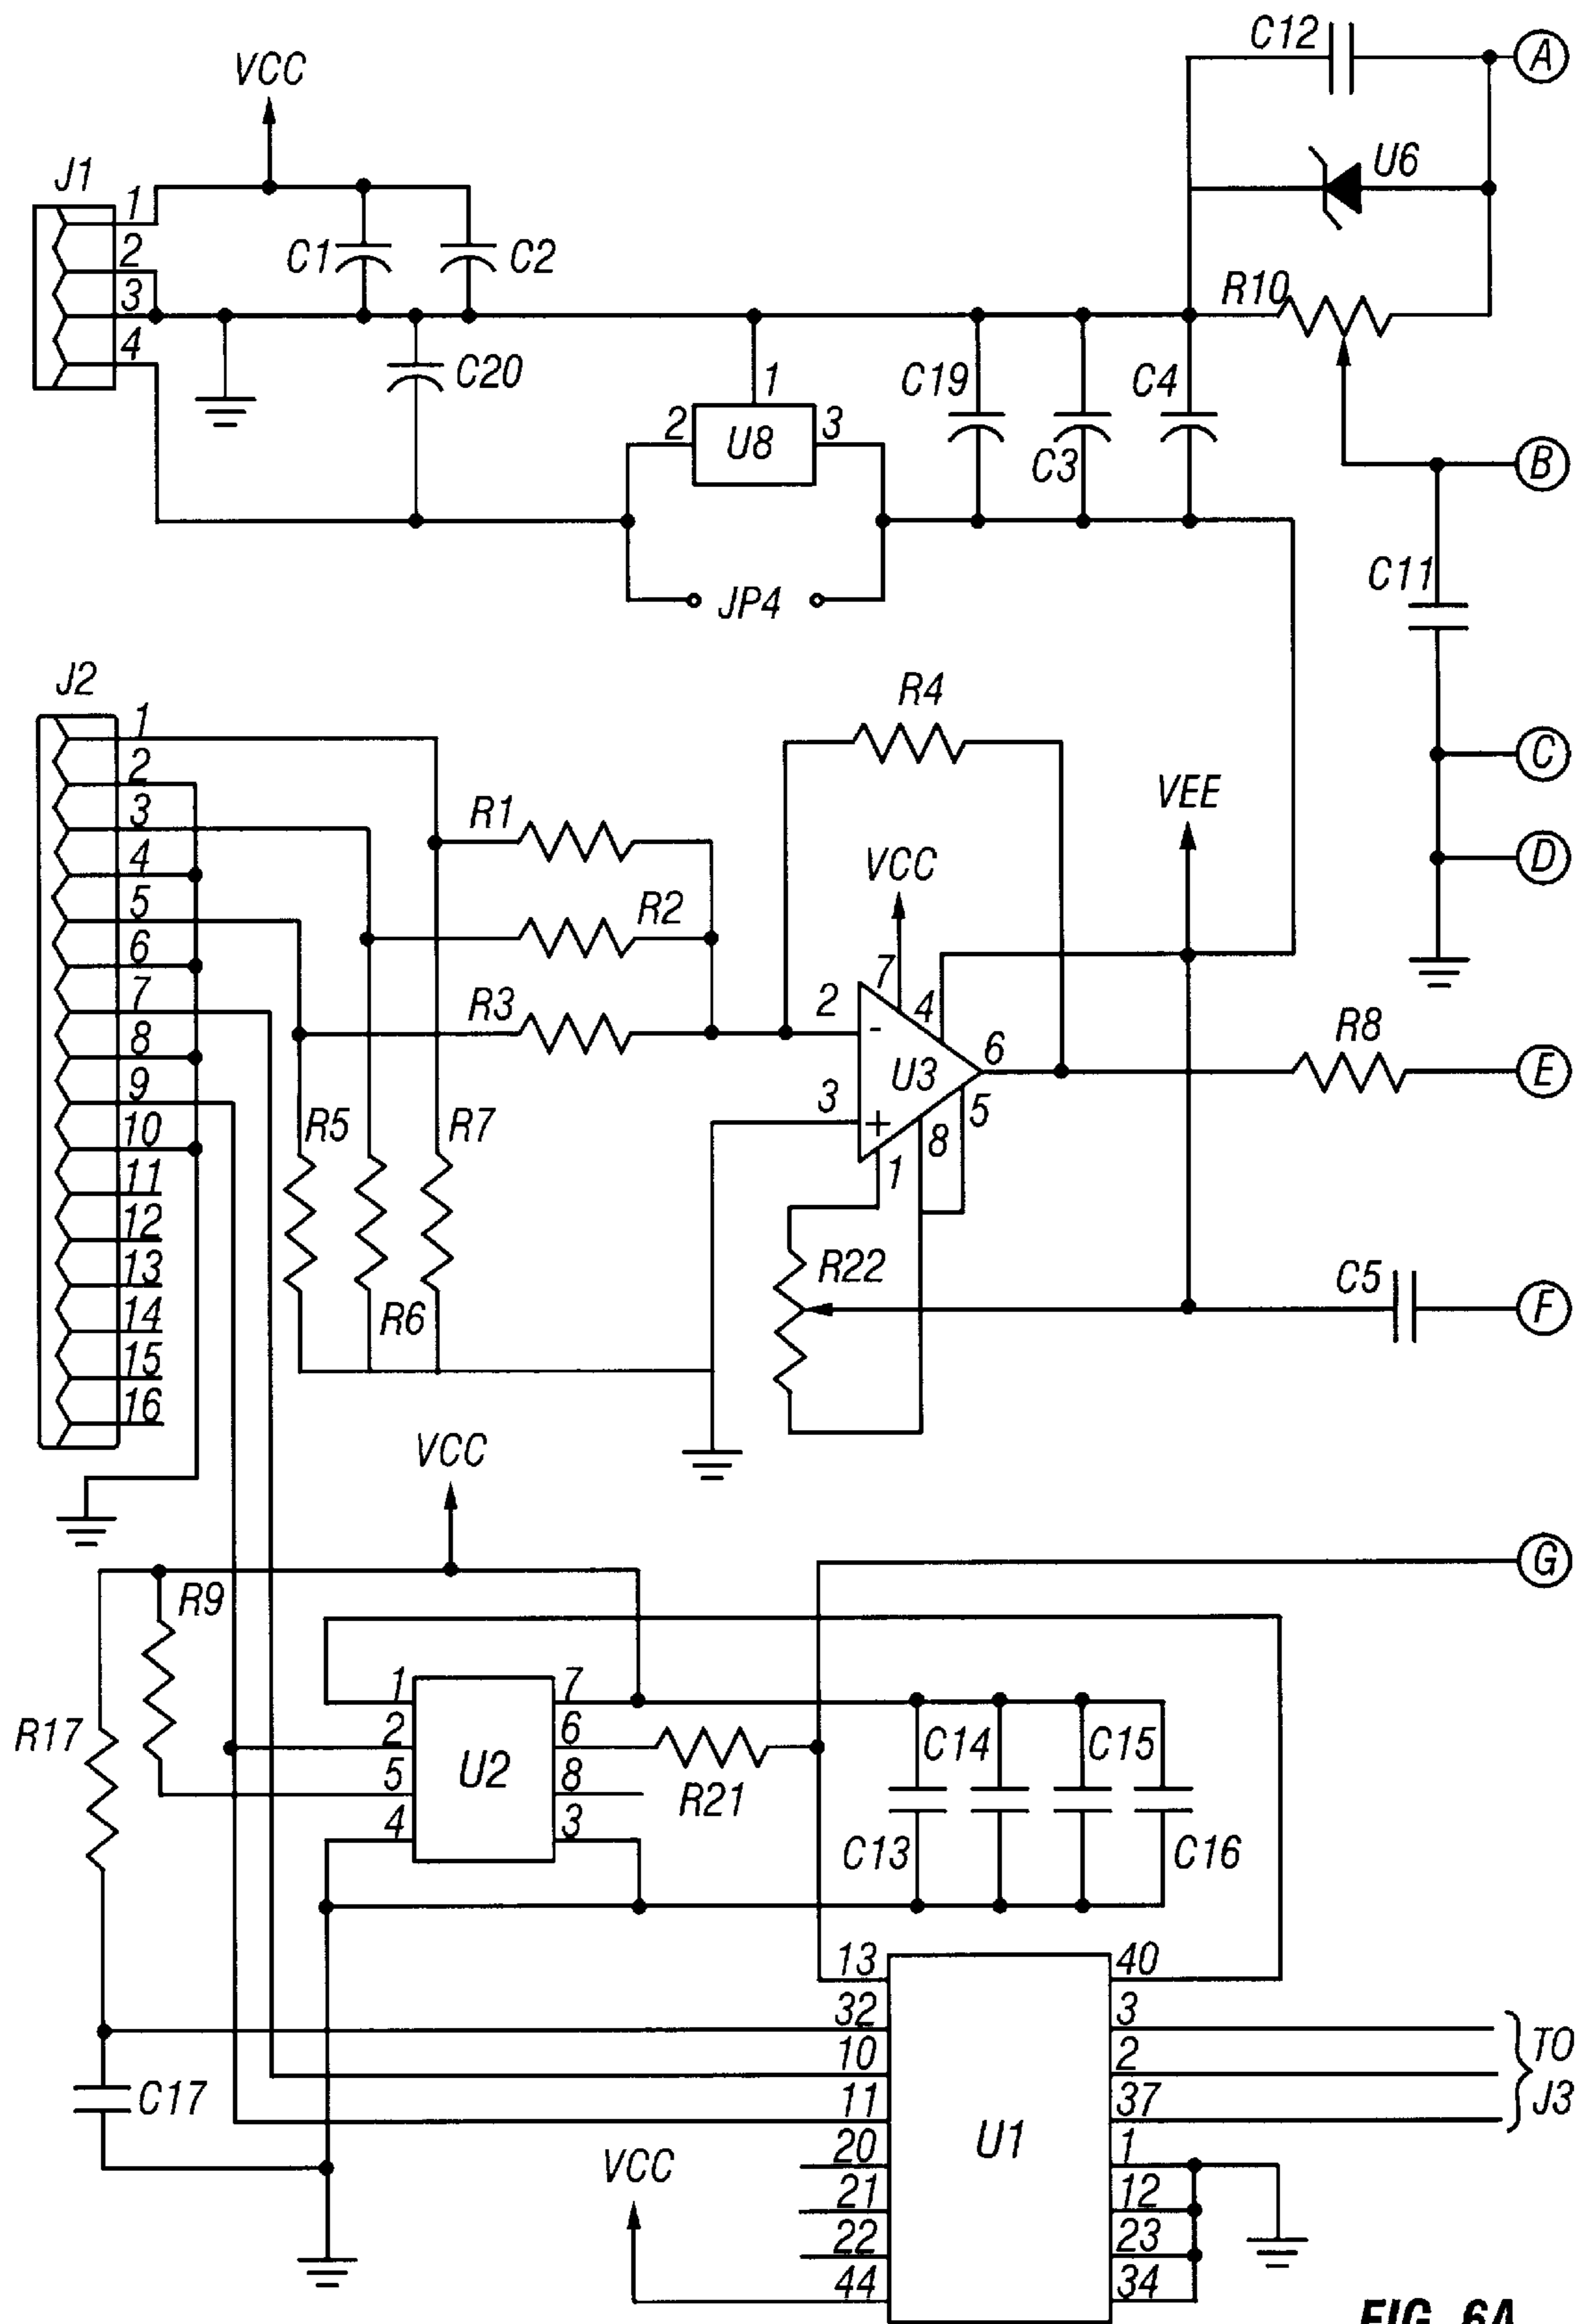 C12
A
VCC
U6
J1
1
2
3
4
C1
C2
R10
C20
1
2
U8
3
C19
C3
C4
B
JP4
C11
J2
R4
1
2
3
4
5
6
7
8
9
10
11
12
13
14
15
16
R1
R2
R3
VCC
VEE
C
D
7
4
2
-
U3
6
R8
E
3
+
5
8
1
R5
R7
R6
R22
C5
F
VCC
G
R9
R17
1
2
5
4
U2
7
6
8
3
R21
C14
C15
C13
C16
13
32
10
11
20
21
22
44
U1
40
3
2
37
1
12
23
34
TO
J3
C17
VCC
FIG. 6A